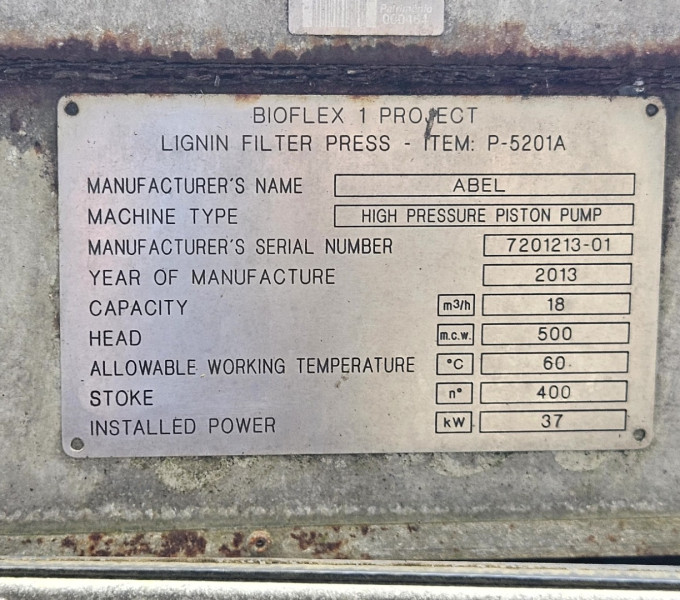 BIOFLEX 1 PROJECT
LIGNIN FILTER PRESS - ITEM: P-5201A
MANUFACTURER'S NAME ABEL
MACHINE TYPE HIGH PRESSURE PISTON PUMP
MANUFACTURER'S SERIAL NUMBER 7201213-01
YEAR OF MANUFACTURE 2013
CAPACITY m3/h 18
HEAD m.c.w. 500
ALLOWABLE WORKING TEMPERATURE °C 60
STOKE n° 400
INSTALLED POWER kW 37